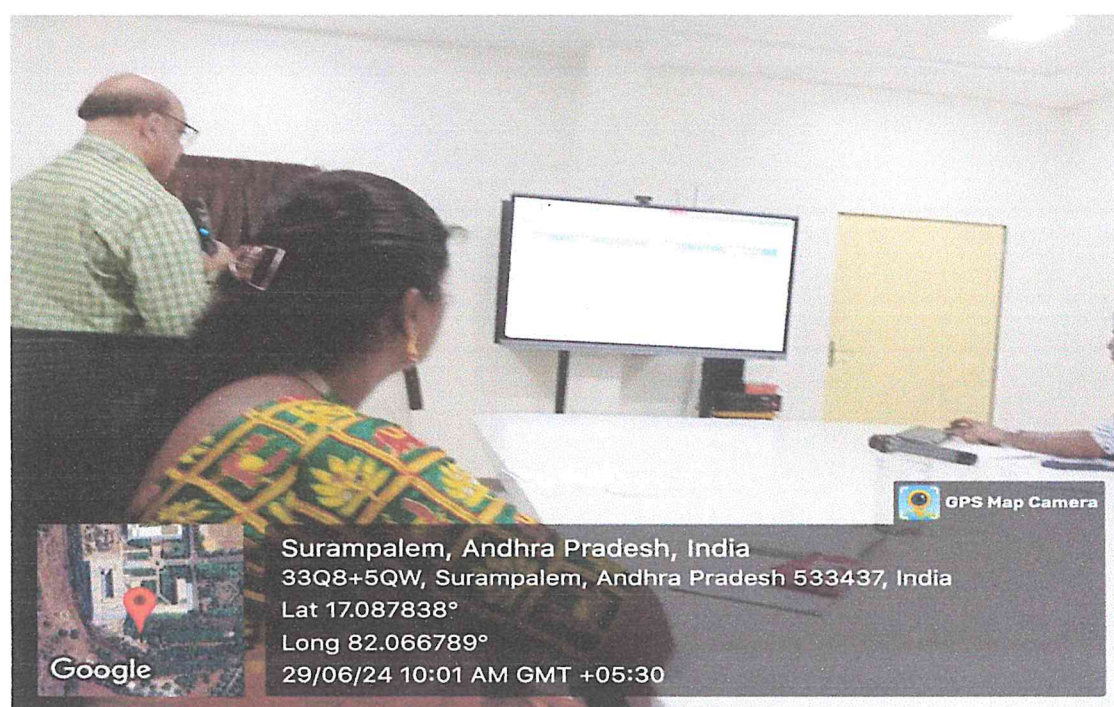 GPS Map Camera
Surampalem, Andhra Pradesh, India
33Q8+5QW, Surampalem, Andhra Pradesh 533437, India
Lat 17.087838°
Long 82.066789°
29/06/24 10:01 AM GMT +05:30
Google